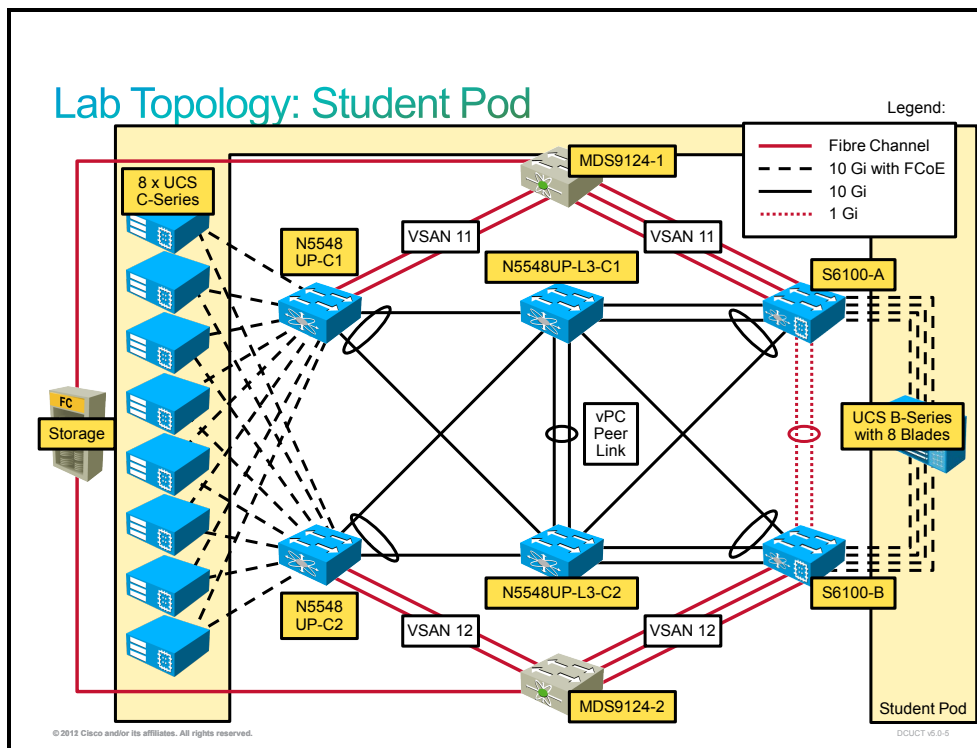 Lab Topology: Student Pod
Legend:
Fibre Channel
10 Gi with FCoE
10 Gi
1 Gi
MDS9124-1
8 x UCS
C-Series
VSAN 11
VSAN 11
N5548
UP-C1
N5548UP-L3-C1
S6100-A
FC
Storage
vPC
Peer
Link
UCS B-Series
with 8 Blades
N5548
UP-C2
N5548UP-L3-C2
S6100-B
VSAN 12
VSAN 12
MDS9124-2
Student Pod
© 2012 Cisco and/or its affiliates. All rights reserved.
DCUCT v5.0-5